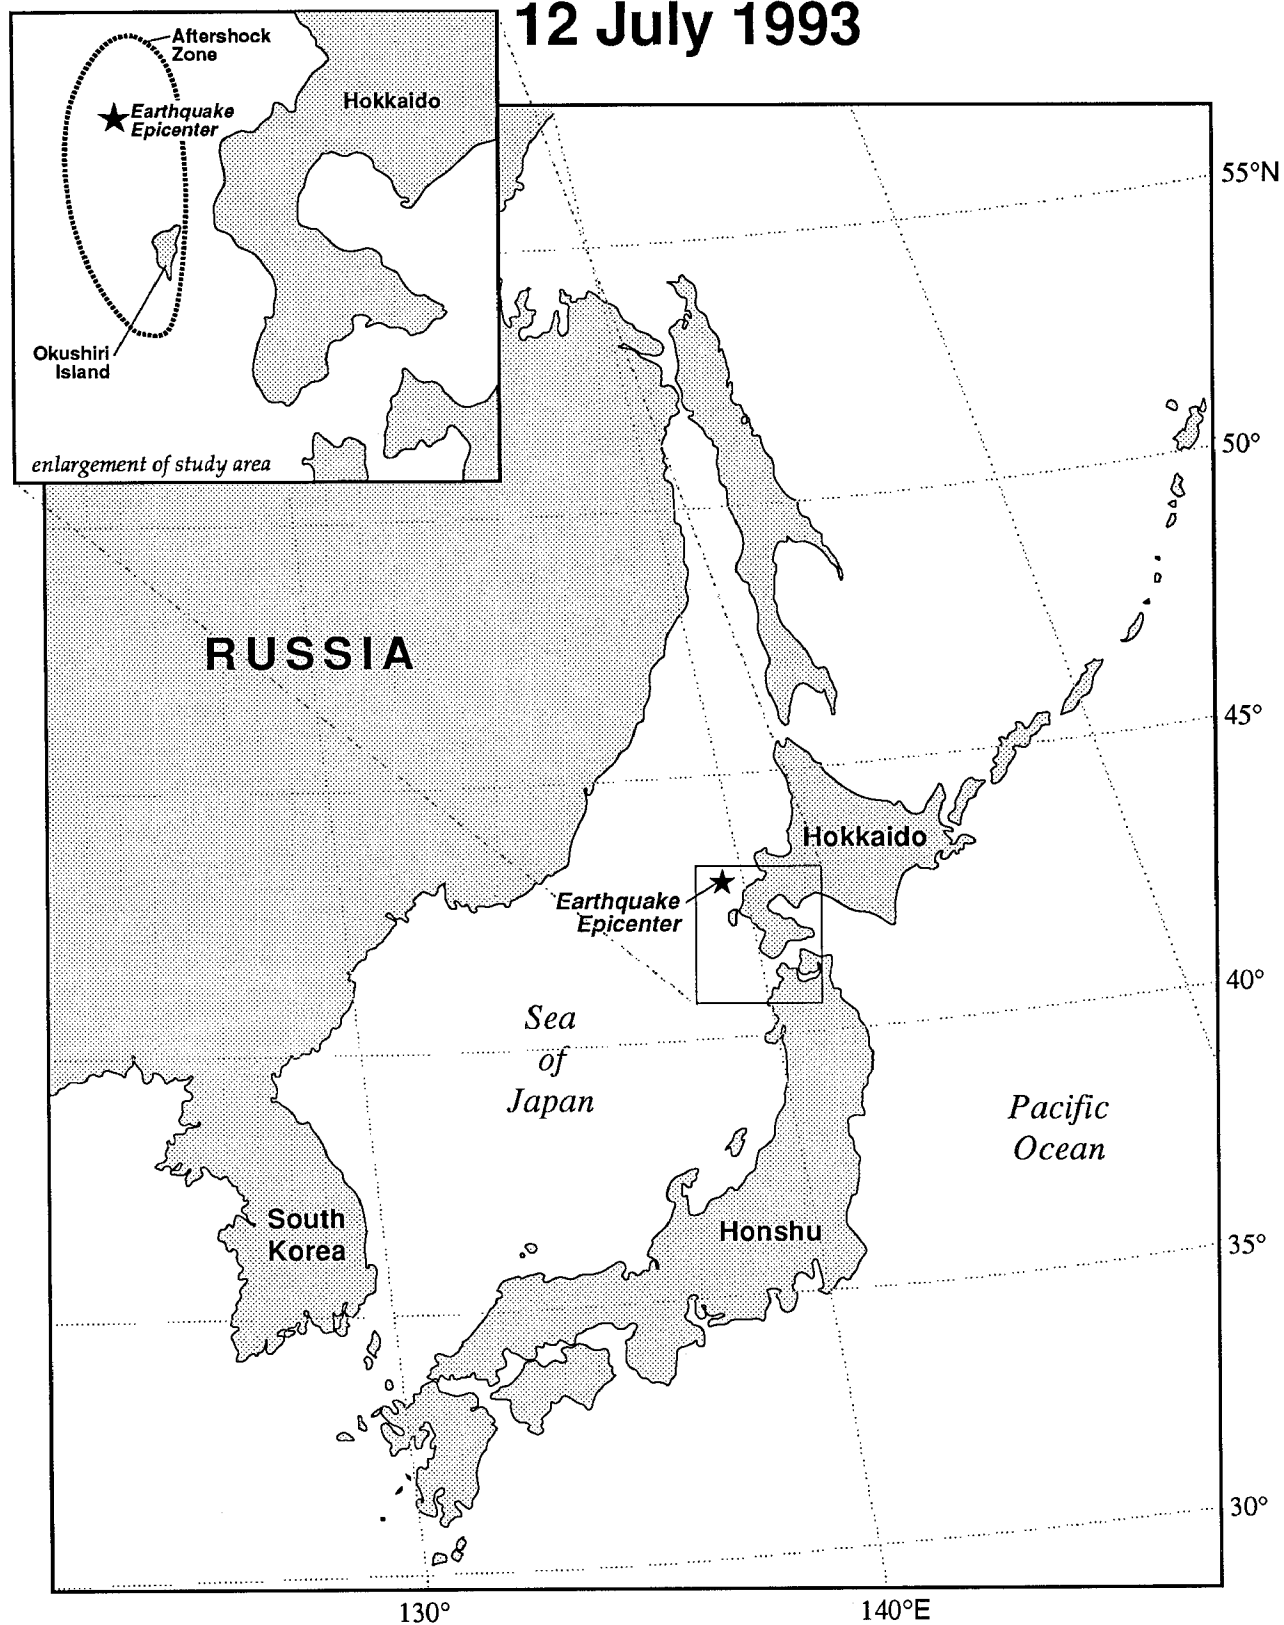 12 July 1993
Aftershock
Zone
Hokkaido
Earthquake
Epicenter
Okushiri
Island
enlargement of study area
55°N
50°
45°
40°
35°
30°
RUSSIA
Hokkaido
Earthquake
Epicenter
Sea
of
Japan
Pacific
Ocean
South
Korea
Honshu
130°
140°E